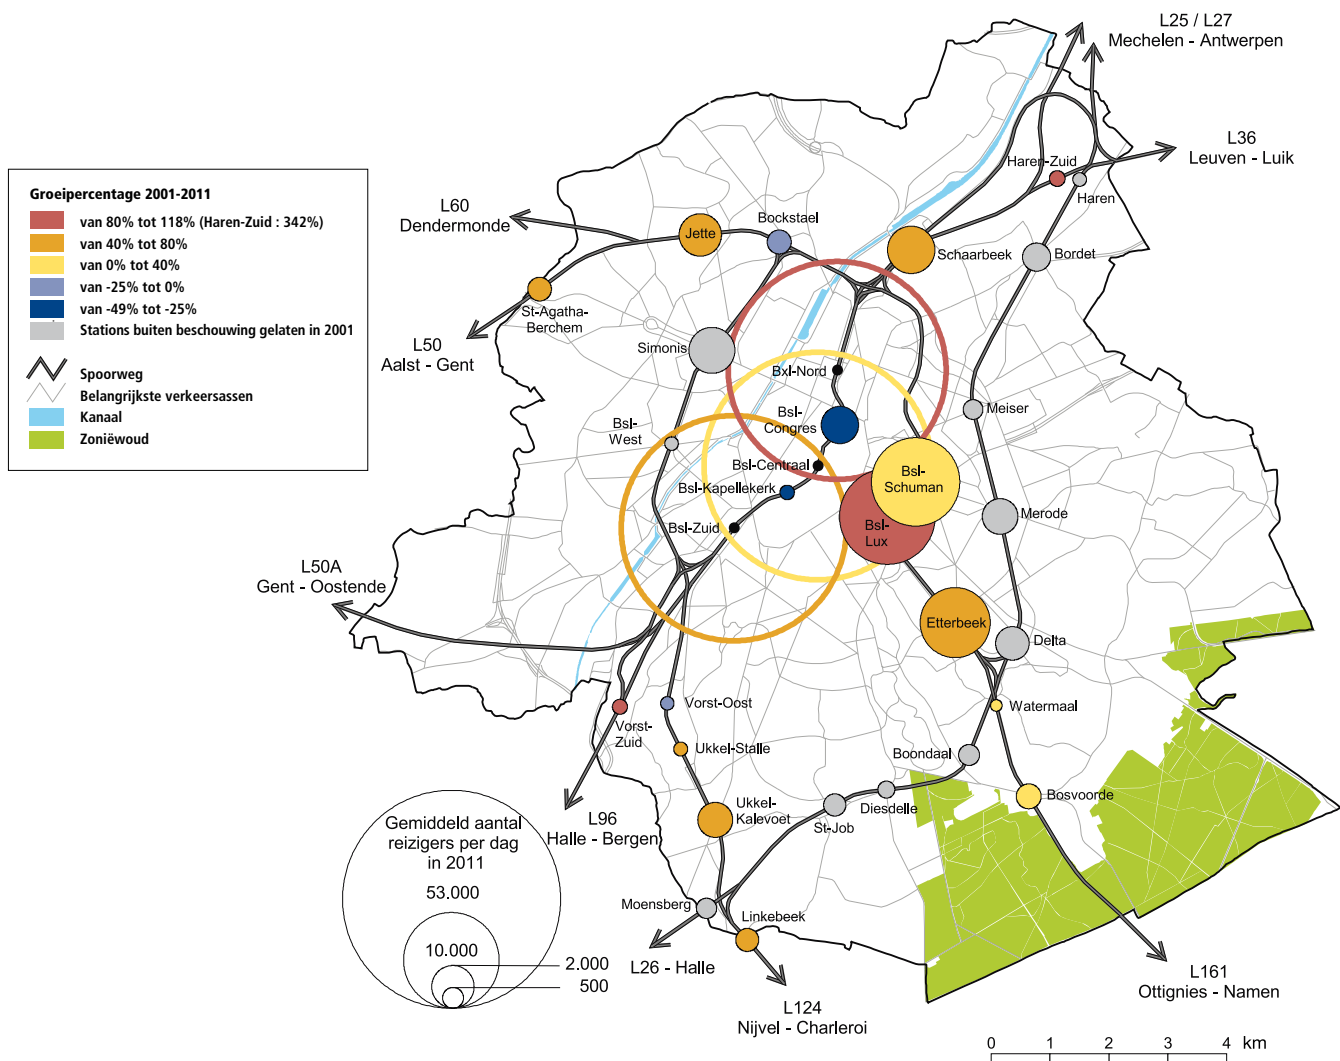 L25 / L27
Mechelen - Antwerpen
L36
Leuven - Luik
Groeipercentage 2001-2011
van 80% tot 118% (Haren-Zuid : 342%)
van 40% tot 80%
van 0% tot 40%
van -25% tot 0%
van -49% tot -25%
Stations buiten beschouwing gelaten in 2001
Spoorweg
Belangrijkste verkeersassen
Kanaal
Zoniëwoud
L60
Dendermonde
L50
Aalst - Gent
L50A
Gent - Oostende
Haren-Zuid
Haren
Bockstael
Jette
Schaarbeek
Bordet
St-Agatha-
Berchem
Simonis
Bxl-Nord
Meiser
Bsl-
Congres
Bsl-
West
Bsl-Centraal
Bsl-
Schuman
Bsl-Kapellekerk
Bsl-Zuid
Bsl-
Lux
Merode
Etterbeek
Delta
Vorst-Oost
Vorst-
Zuid
Watermaal
Ukkel-Stalle
Boondaal
Diesdelle
Bosvoorde
Ukkel-
Kalevoet
St-Job
L96
Halle - Bergen
Gemiddeld aantal
reizigers per dag
in 2011
53.000
10.000
2.000
500
Moensberg
Linkebeek
L26 - Halle
L124
Nijvel - Charleroi
L161
Ottignies - Namen
0 1 2 3 4 km